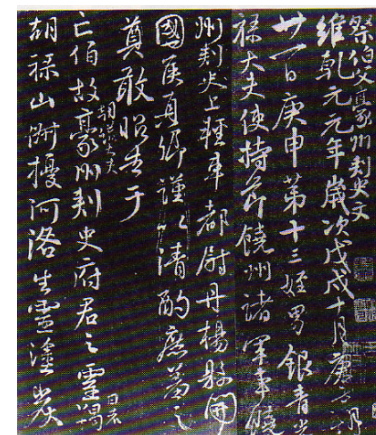 祭伯父豪州刺史文
維乾元元年歲次戊戌十月庚
廿一日庚申第十三姪男銀青光
祿大夫使持節饒州諸軍事饒
州刺史上輕車都尉丹楊縣開
國侯真卿謹以清酌庶羞之
奠敢昭告于
亡伯故豪州刺史府君之靈曰羯
胡祿山俶擾河洛生靈塗炭